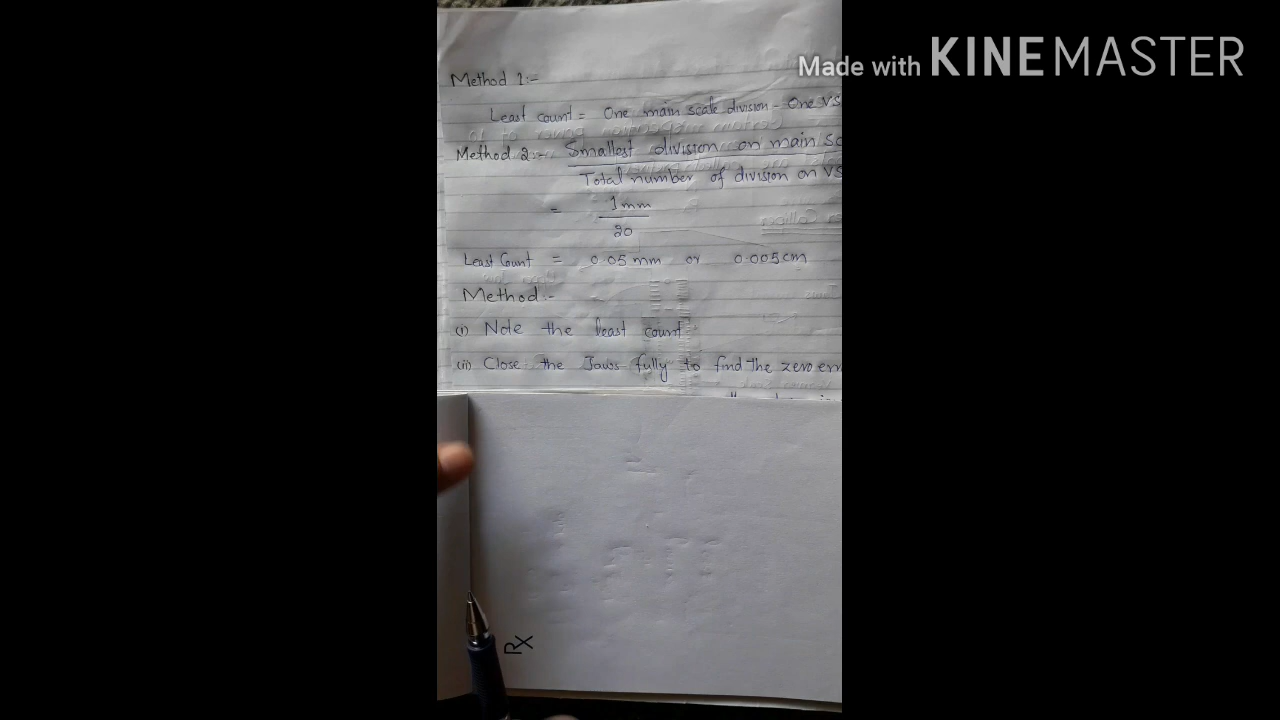 Made with KINEMASTER
Method 1:-
Least count = One main scale division - One VS
Method 2:- Smallest division on main sc
Total number of division on VS
= 1mm
20
Least Count = 0.05 mm or 0.005cm
Method:-
(i) Note the least count
(ii) Close the Jaws fully to find the zero err
Rx